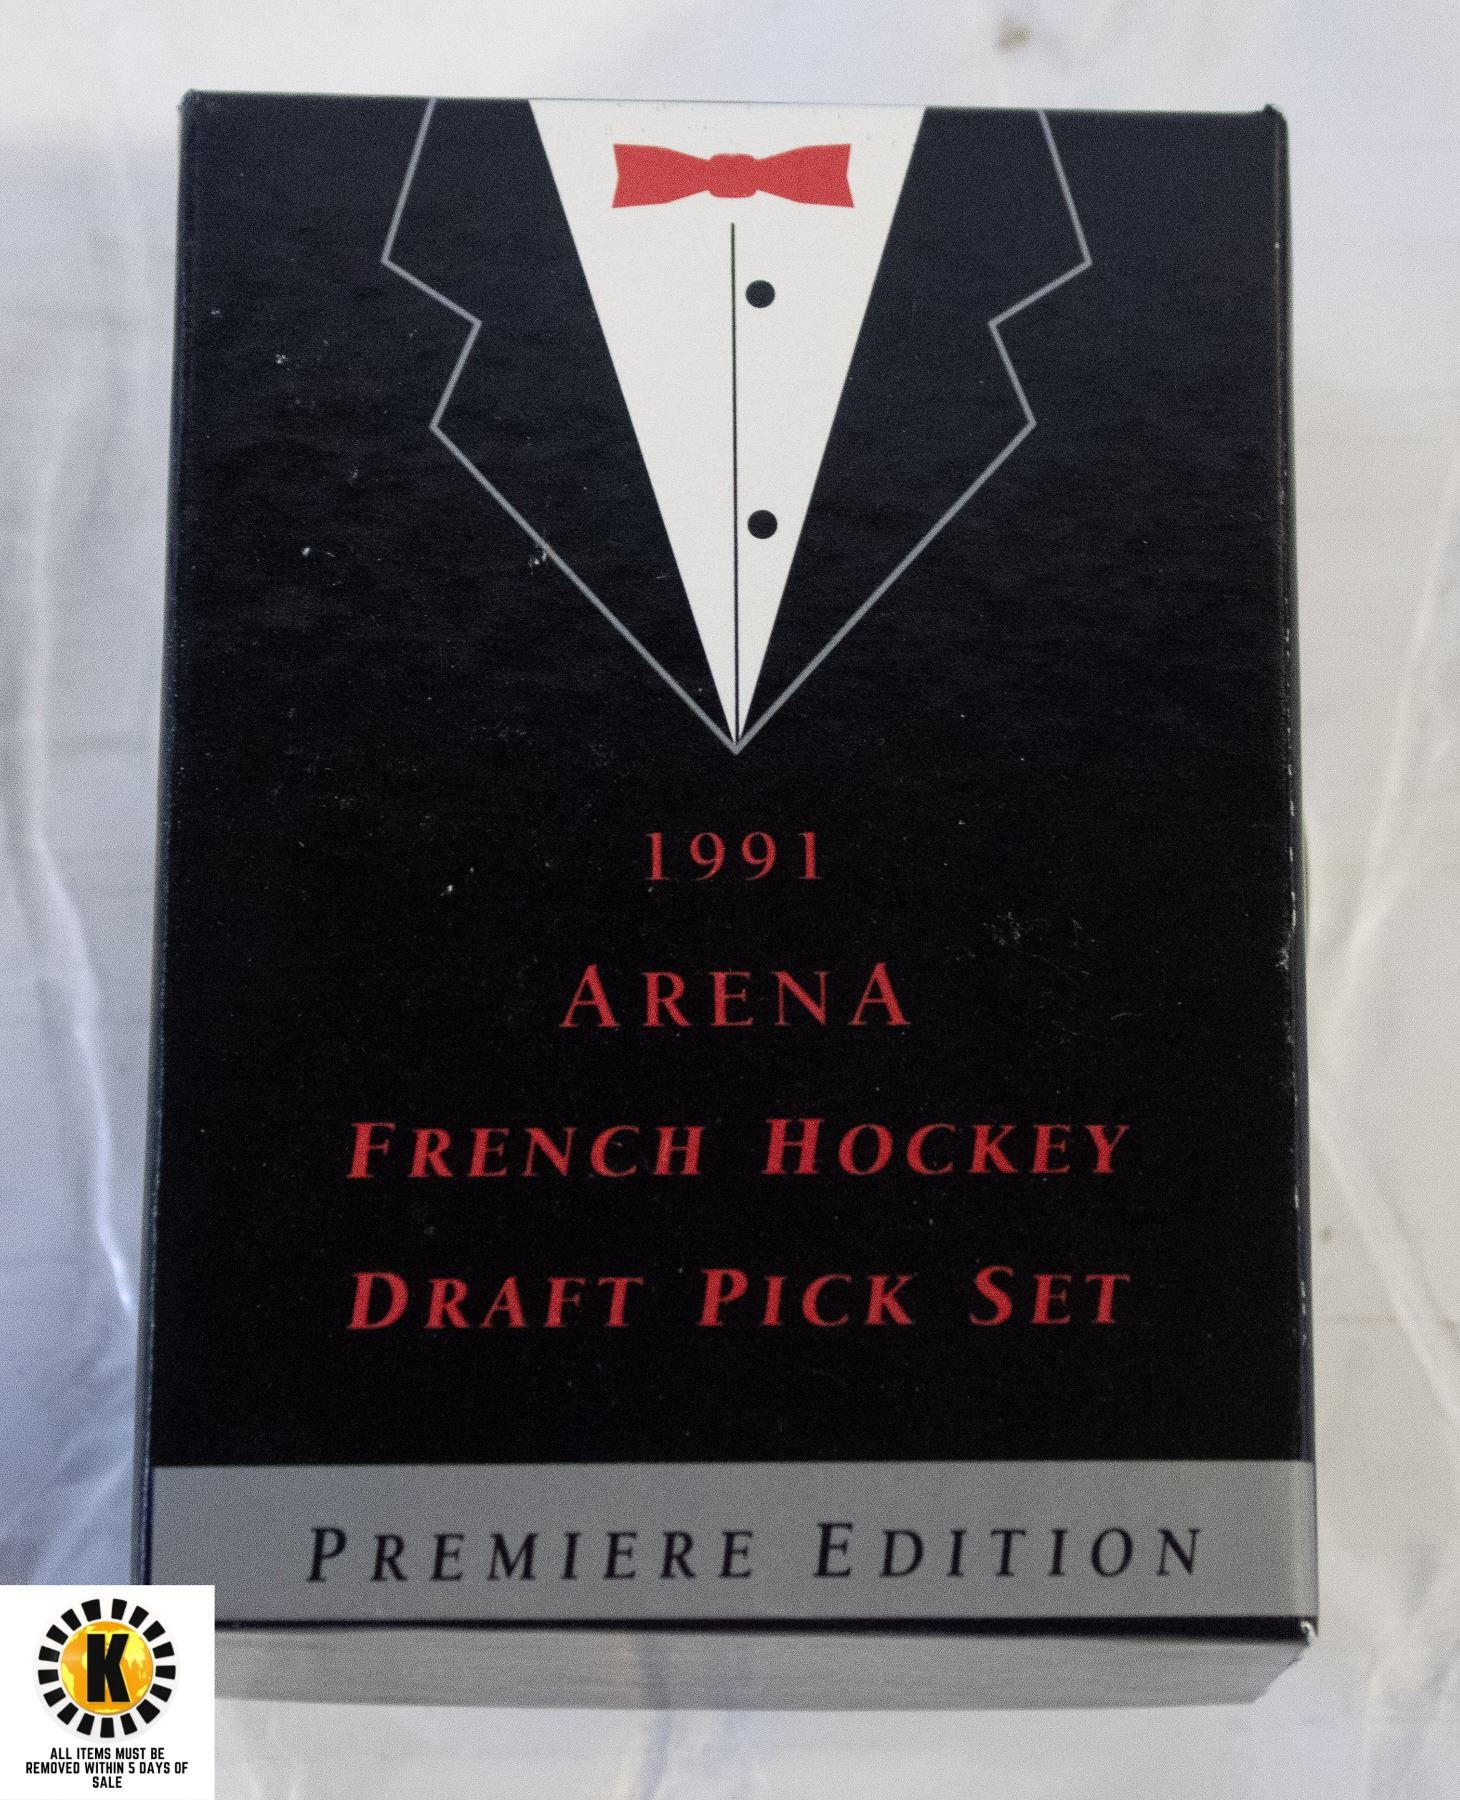 1991
ARENA
FRENCH HOCKEY
DRAFT PICK SET
PREMIERE EDITION
K
ALL ITEMS MUST BE
REMOVED WITHIN 5 DAYS OF
SALE